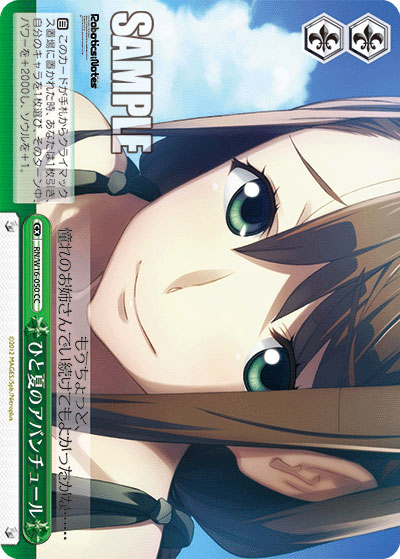 SAMPLE
Robotics;Notes
自 このカードが手札からクライマック
ス置場に置かれた時、あなたは1枚引き、
自分のキャラを1枚選び、そのターン中、
パワーを+2000し、ソウルを+1。
もうちょっと、
憧れのお姉さんでい続けてもよかったかな……
CX RN/W16-050 CC
ひと夏のアバンチュール
©2012 MAGES./5pb./Nitroplus